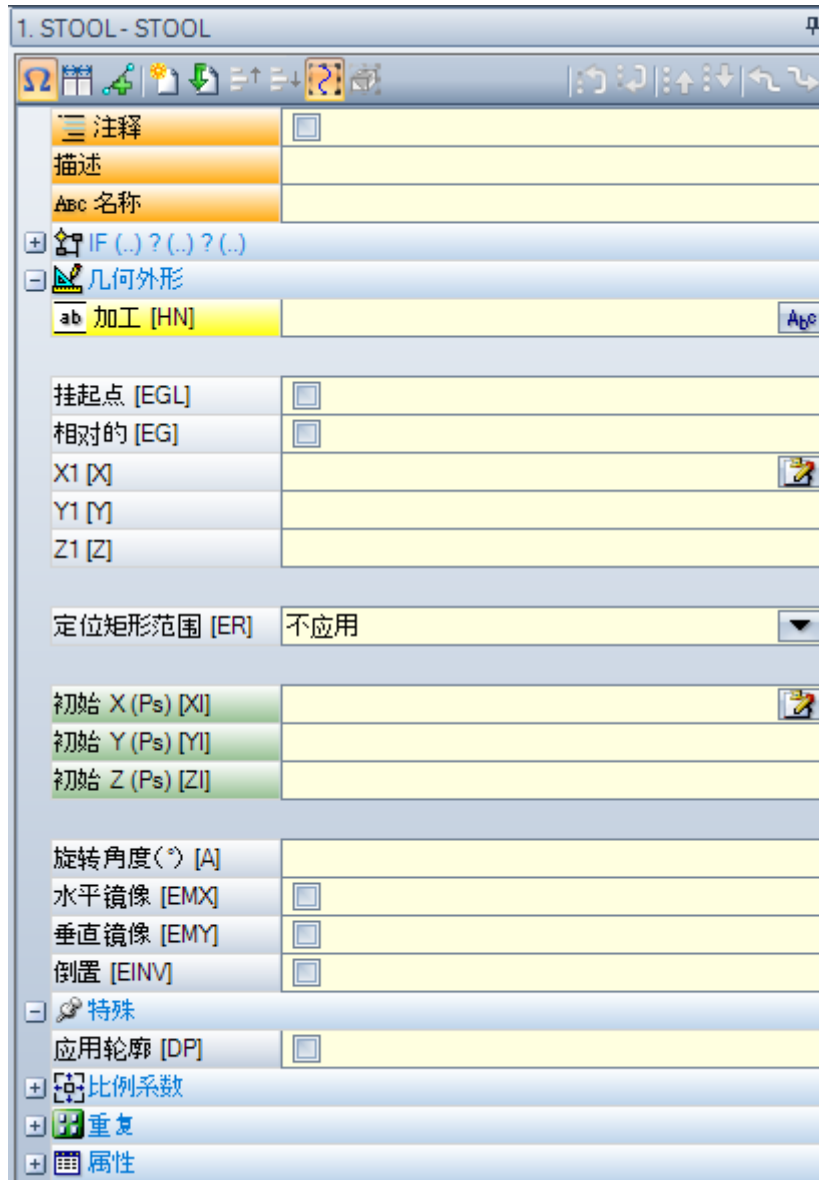 1. STOOL - STOOL
注释
描述
ABC 名称
IF (..) ? (..) ? (..)
几何外形
ab 加工 [HN]
Abc
挂起点 [EGL]
相对的 [EG]
X1 [X]
Y1 [Y]
Z1 [Z]
定位矩形范围 [ER] 不应用
初始 X (Ps) [XI]
初始 Y (Ps) [YI]
初始 Z (Ps) [ZI]
旋转角度(°) [A]
水平镜像 [EMX]
垂直镜像 [EMY]
倒置 [EINV]
特殊
应用轮廓 [DP]
比例系数
重复
属性